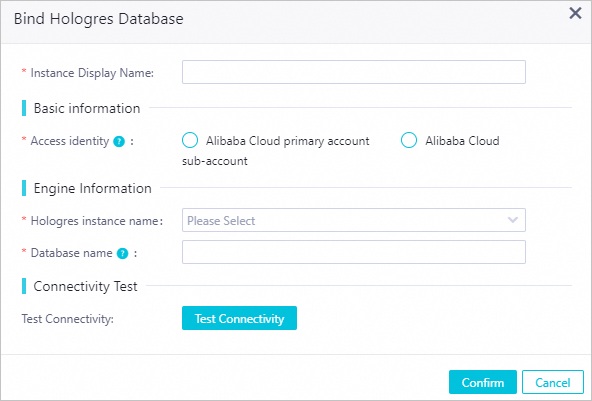 Bind Hologres Database
* Instance Display Name:
Basic information
* Access identity ? : Alibaba Cloud primary account Alibaba Cloud
sub-account
Engine Information
* Hologres instance name: Please Select
* Database name ? :
Connectivity Test
Test Connectivity: Test Connectivity
Confirm Cancel